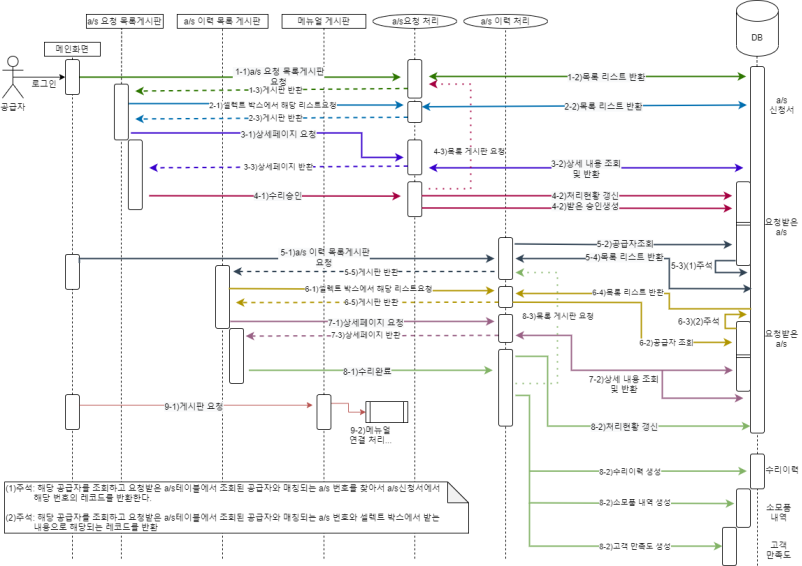 a/s 요청 목록게시판
a/s 이력 목록 게시판
메뉴얼 게시판
a/s요청 처리
a/s 이력 처리
DB
메인화면
로그인
공급자
1-1)a/s 요청 목록게시판
요청
1-2)목록 리스트 반환
1-3)게시판 반환
2-1)셀렉트 박스에서 해당 리스트요청
2-2)목록 리스트 반환
2-3)게시판 반환
a/s
신청서
3-1)상세페이지 요청
4-3)목록 게시판 요청
3-2)상세 내용 조회
및 반환
3-3)상세페이지 반환
4-1)수리승인
4-2)처리현황 갱신
4-2)받은 승인생성
요청받은
a/s
5-1)a/s 이력 목록게시판
요청
5-2)공급자조회
5-4)목록 리스트 반환
5-3)(1)주석
5-5)게시판 반환
6-1)셀렉트 박스에서 해당 리스트요청
6-4)목록 리스트 반환
6-5)게시판 반환
8-3)목록 게시판 요청
6-3)(2)주석
7-1)상세페이지 요청
7-3)상세페이지 반환
6-2)공급자 조회
요청받은
a/s
8-1)수리완료
7-2)상세 내용 조회
및 반환
9-1)게시판 요청
9-2)메뉴얼
연결 처리...
8-2)처리현황 갱신
8-2)수리이력 생성
수리이력
(1)주석: 해당 공급자를 조회하고 요청받은 a/s테이블에서 조회된 공급자와 매칭되는 a/s 번호를 찾아서 a/s신청서에서
해당 번호의 레코드를 반환한다.
(2)주석: 해당 공급자를 조회하고 요청받은 a/s테이블에서 조회된 공급자와 매칭되는 a/s 번호와 셀렉트 박스에서 받는
내용으로 해당되는 레코드를 반환
8-2)소모품 내역 생성
소모품
내역
8-2)고객 만족도 생성
고객
만족도